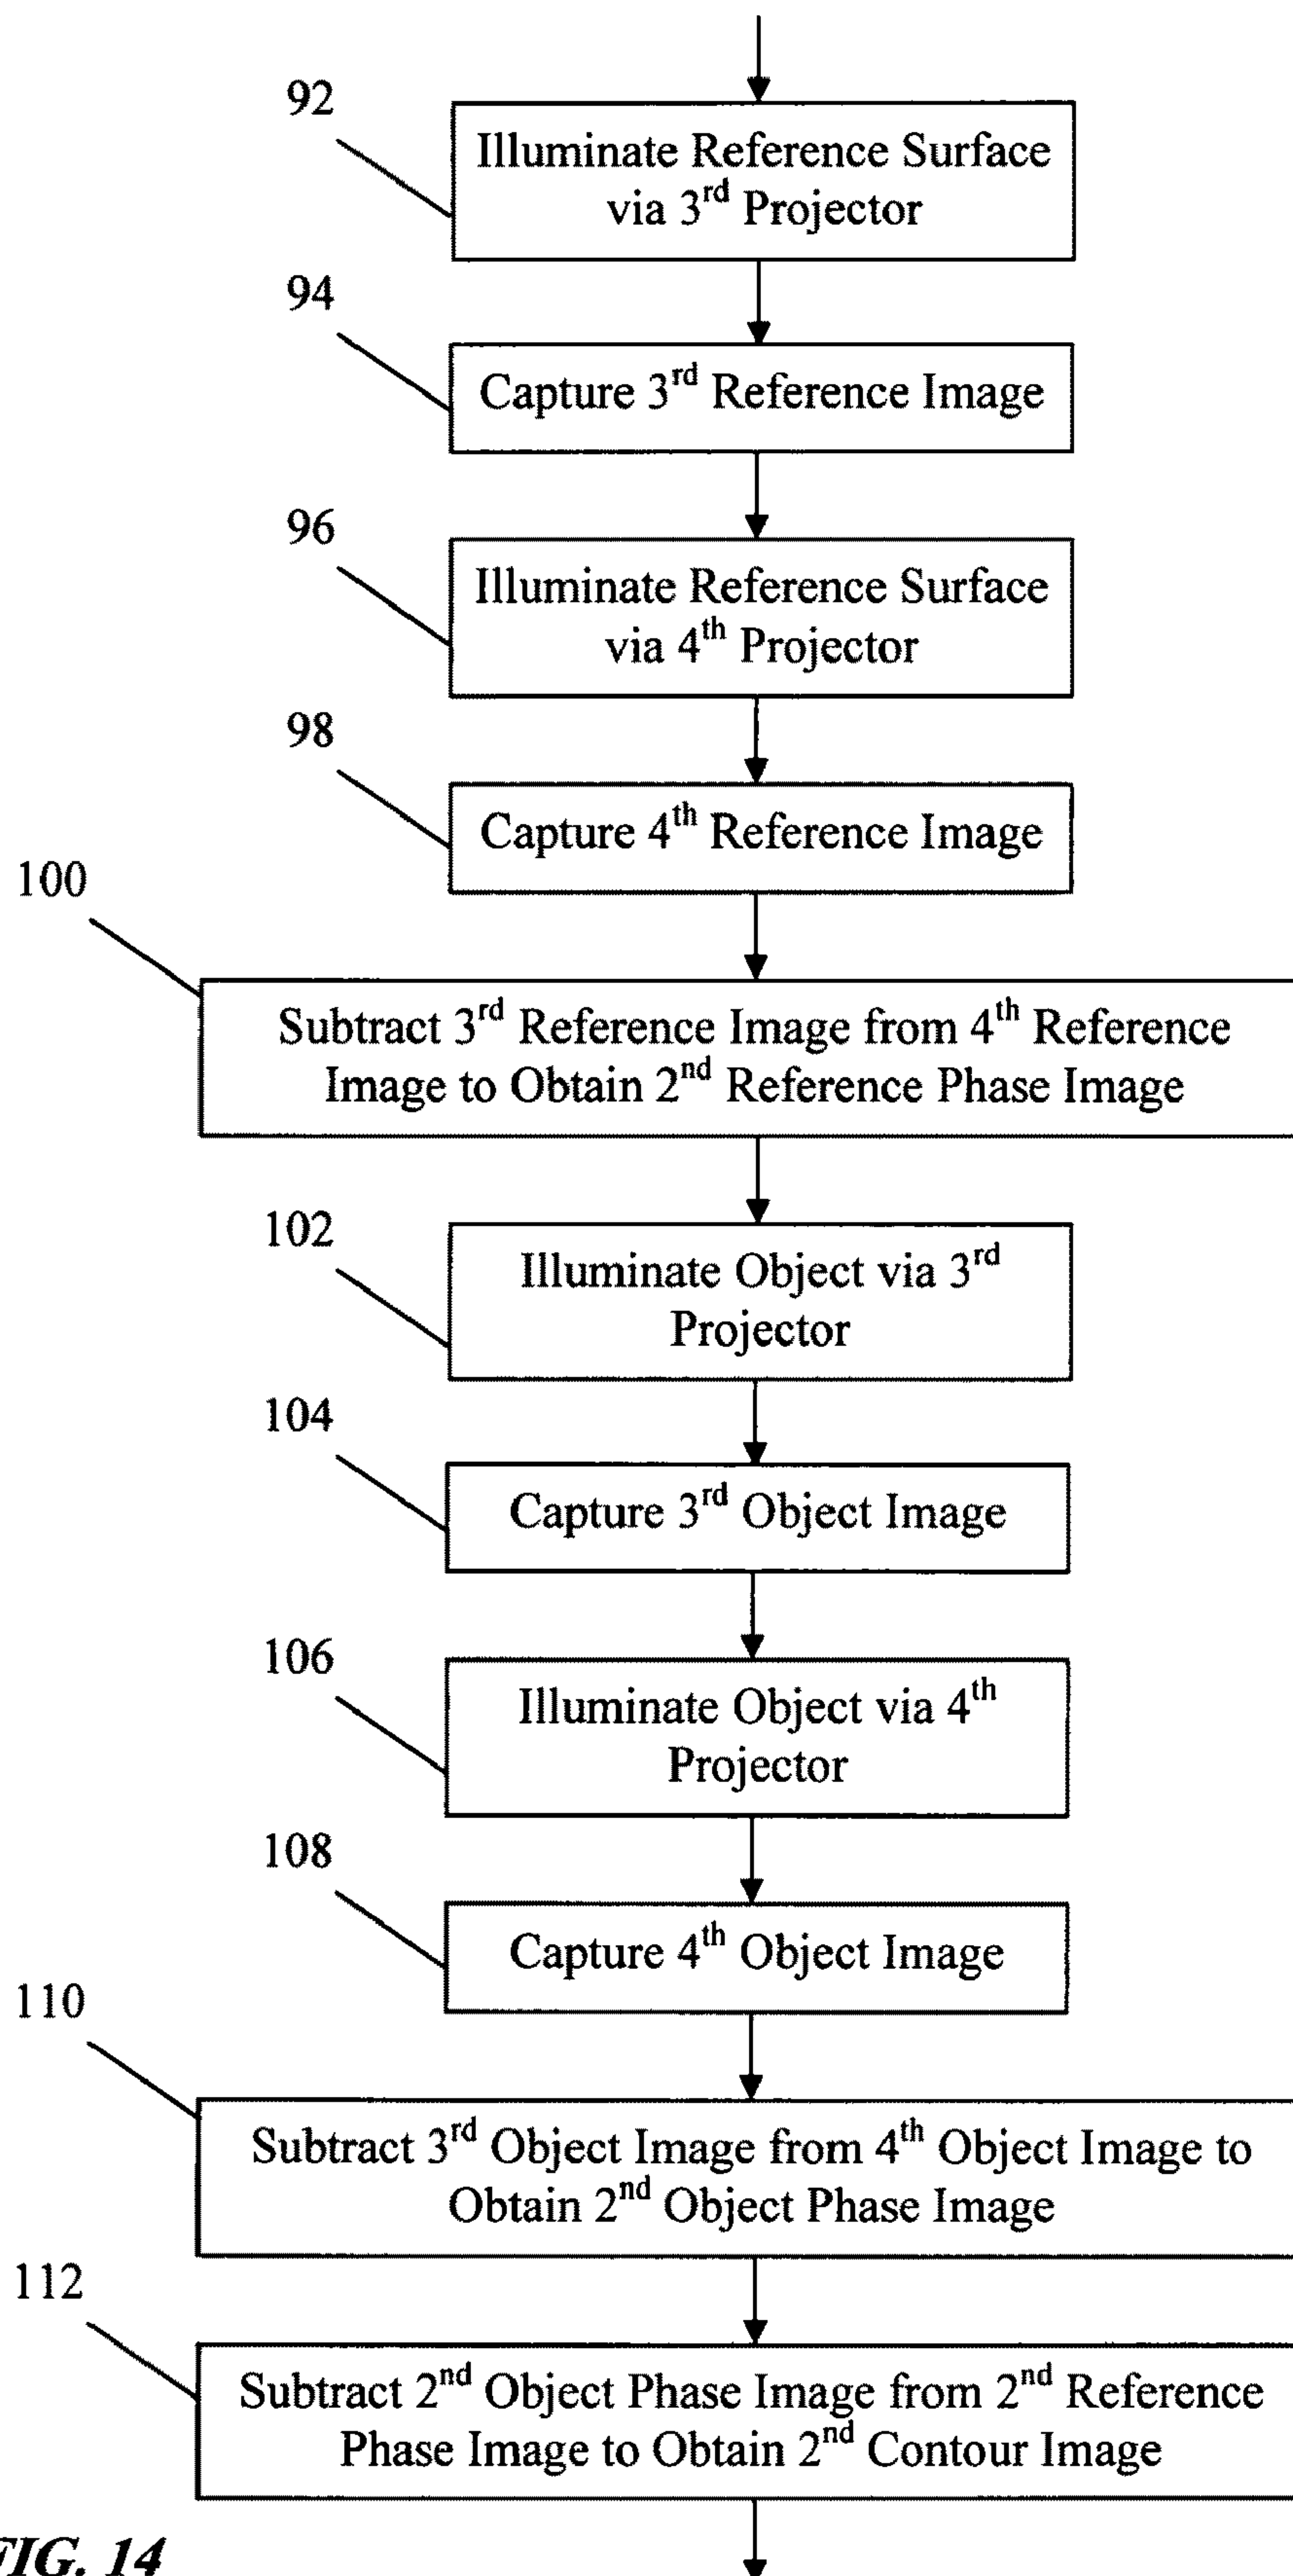 92
Illuminate Reference Surface
via 3rd Projector
94
Capture 3rd Reference Image
96
Illuminate Reference Surface
via 4th Projector
98
Capture 4th Reference Image
100
Subtract 3rd Reference Image from 4th Reference
Image to Obtain 2nd Reference Phase Image
102
Illuminate Object via 3rd
Projector
104
Capture 3rd Object Image
106
Illuminate Object via 4th
Projector
108
Capture 4th Object Image
110
Subtract 3rd Object Image from 4th Object Image to
Obtain 2nd Object Phase Image
112
Subtract 2nd Object Phase Image from 2nd Reference
Phase Image to Obtain 2nd Contour Image
FIG. 14